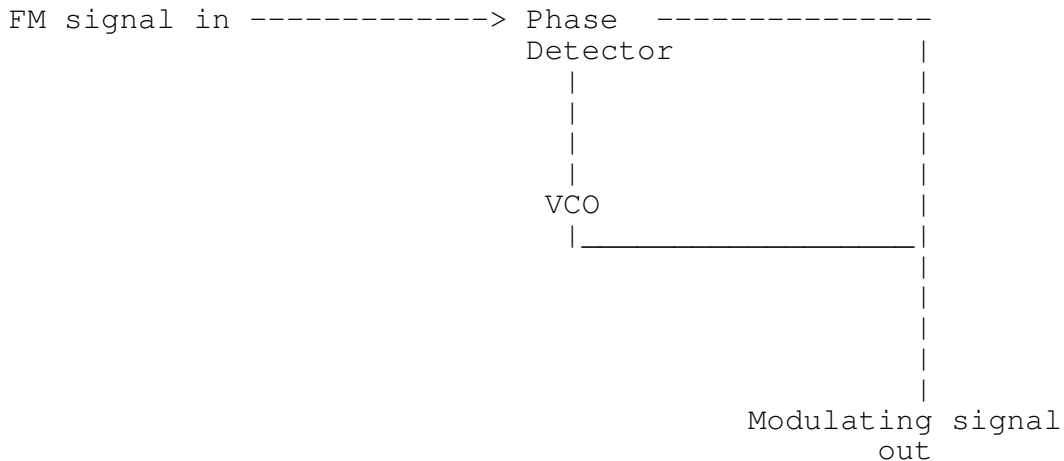 FM signal in -------------> Phase ---------------
Detector
VCO
Modulating signal
out